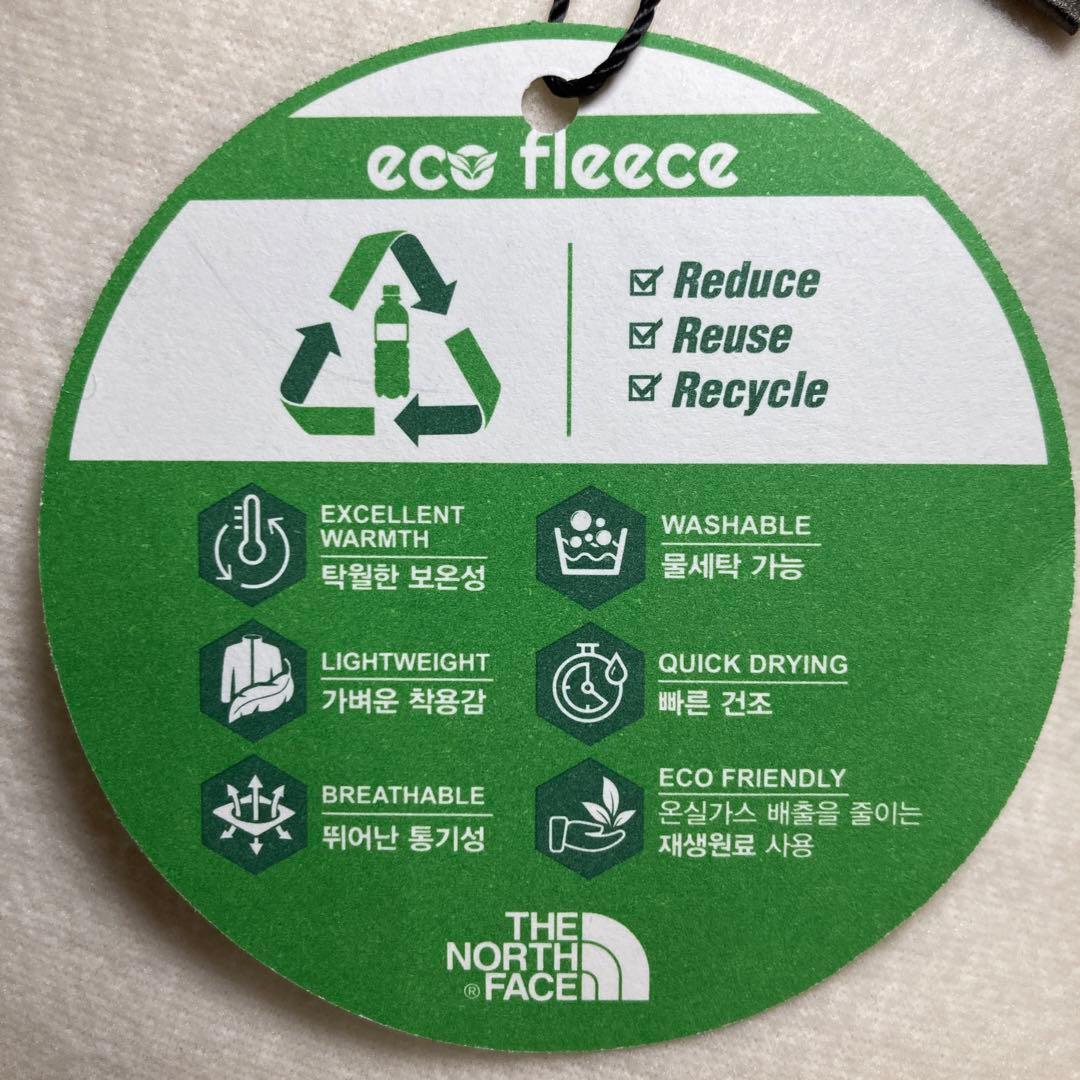 eco fleece
Reduce
Reuse
Recycle
EXCELLENT
WARMTH
탁월한 보온성
WASHABLE
물세탁 가능
LIGHTWEIGHT
가벼운 착용감
QUICK DRYING
빠른 건조
BREATHABLE
뛰어난 통기성
ECO FRIENDLY
온실가스 배출을 줄이는
재생원료 사용
THE
NORTH
® FACE